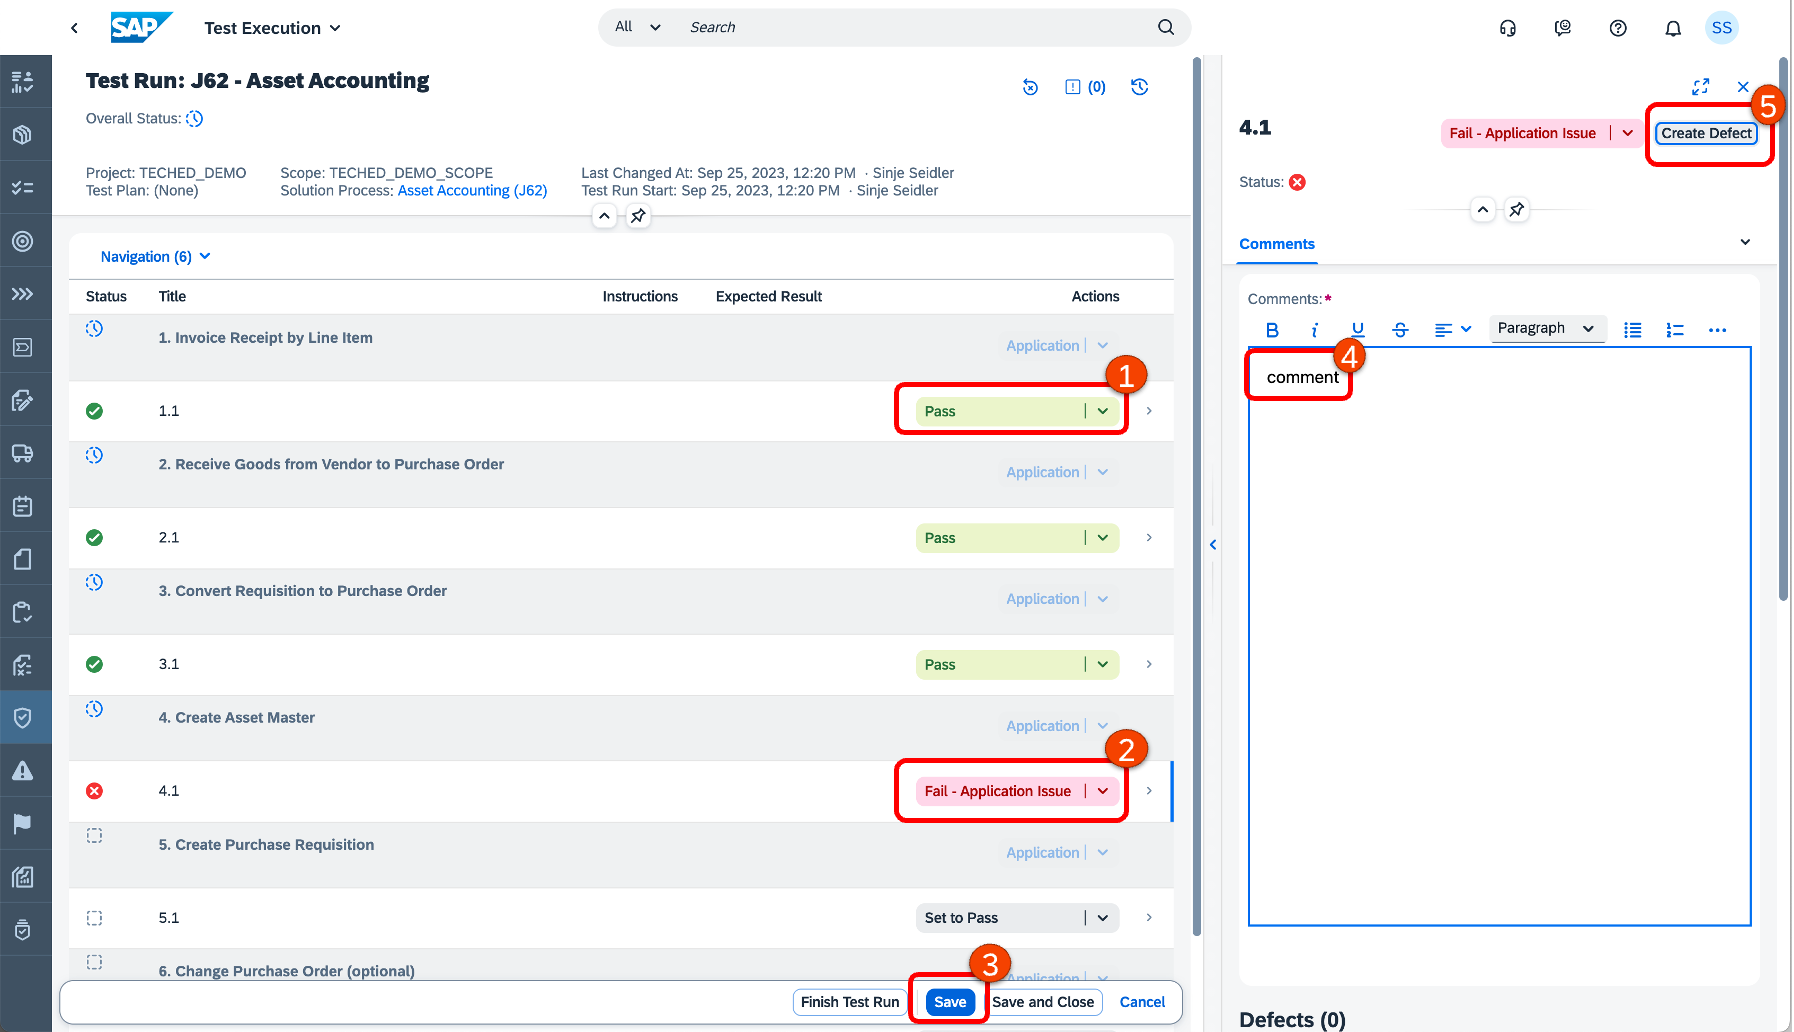 SAP
Test Execution
All
Search
SS
Test Run: J62 - Asset Accounting
(0)
Overall Status:
Project: TECHED_DEMO
Test Plan: (None)
Scope: TECHED_DEMO_SCOPE
Solution Process: Asset Accounting (J62)
Last Changed At: Sep 25, 2023, 12:20 PM · Sinje Seidler
Test Run Start: Sep 25, 2023, 12:20 PM · Sinje Seidler
Navigation (6)
Status Title Instructions Expected Result Actions
1. Invoice Receipt by Line Item
Application
1
1.1 Pass
2. Receive Goods from Vendor to Purchase Order
Application
2.1 Pass
3. Convert Requisition to Purchase Order
Application
3.1 Pass
4. Create Asset Master
Application
2
4.1 Fail - Application Issue
5. Create Purchase Requisition
Application
5.1 Set to Pass
6. Change Purchase Order (optional)
Application
3
Finish Test Run Save Save and Close Cancel
5
4.1 Fail - Application Issue Create Defect
Status:
Comments
Comments:*
B i U S Paragraph
4
comment
Defects (0)